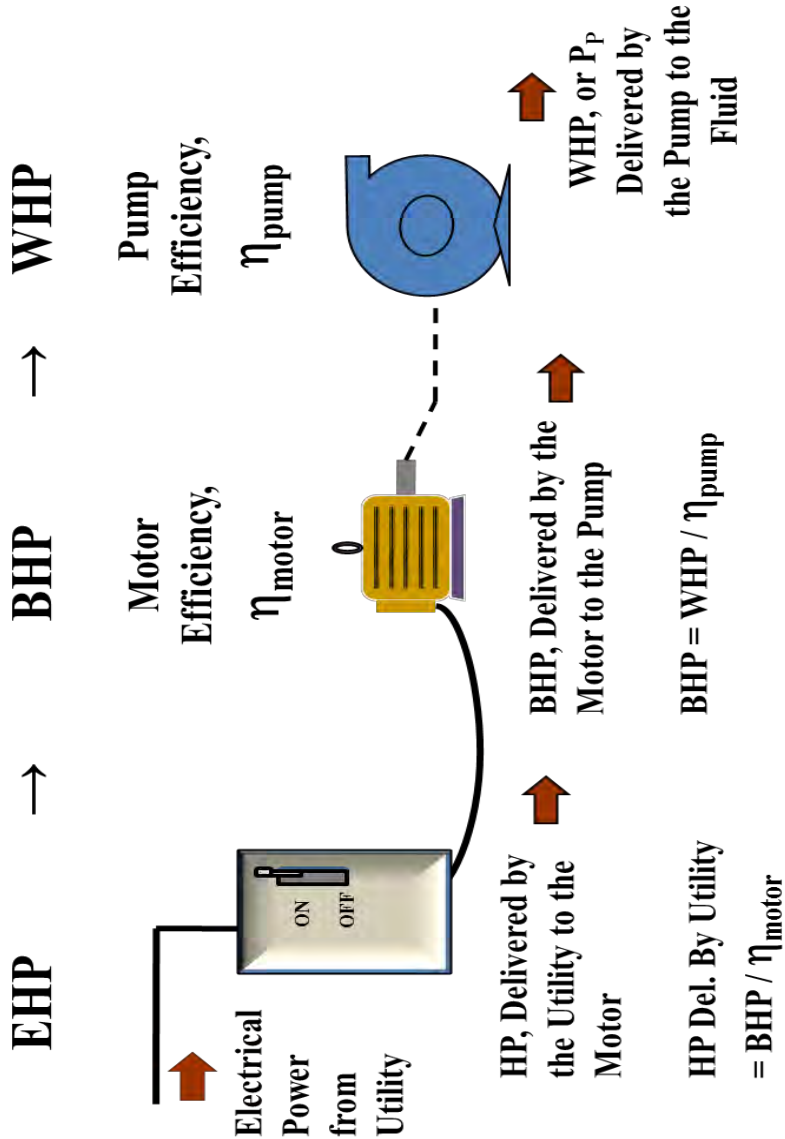 EHP → BHP → WHP
Motor
Efficiency,
ηmotor
Pump
Efficiency,
ηpump
Electrical
Power
from
Utility
ON
OFF
HP, Delivered by
the Utility to the
Motor
BHP, Delivered by the
Motor to the Pump
WHP, or PP
Delivered by
the Pump to the
Fluid
HP Del. By Utility
= BHP / ηmotor
BHP = WHP / ηpump